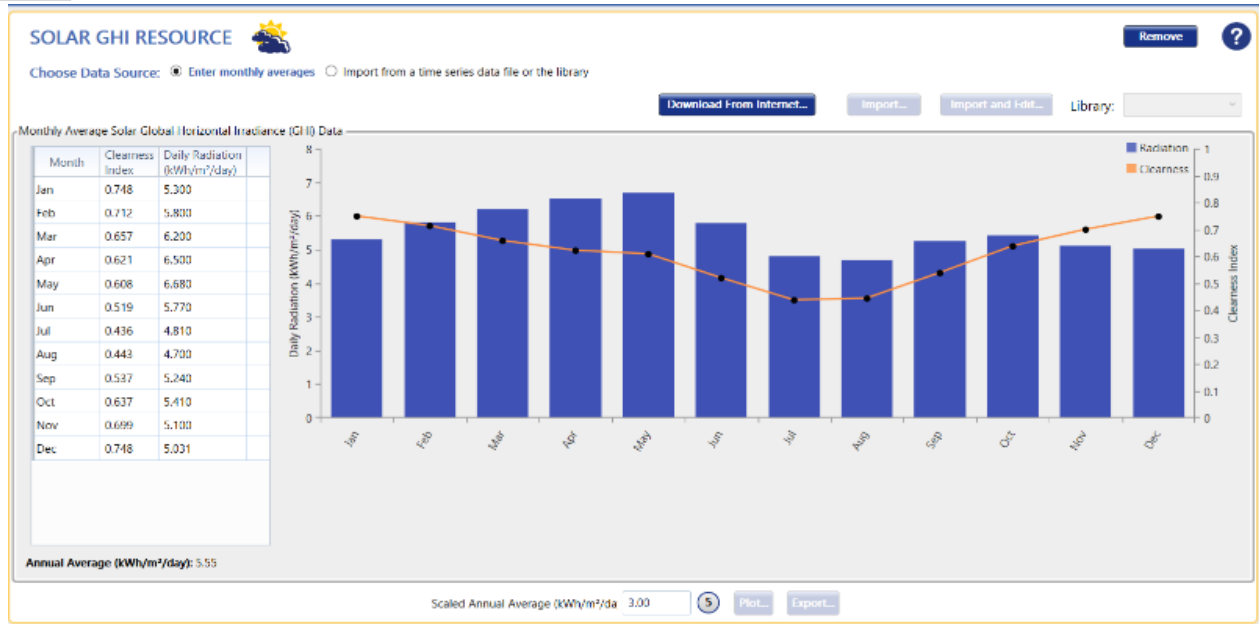 SOLAR GHI RESOURCE
Remove
?
Choose Data Source: Enter monthly averages Import from a time series data file or the library
Download From Internet... Import... Import and Edit... Library:
Monthly Average Solar Global Horizontal Irradiance (GHI) Data
Month Clearness Index Daily Radiation (kWh/m²/day)
Jan 0.748 5.300
Feb 0.712 5.800
Mar 0.657 6.200
Apr 0.621 6.500
May 0.608 6.680
Jun 0.519 5.770
Jul 0.436 4.810
Aug 0.443 4.700
Sep 0.537 5.240
Oct 0.637 5.410
Nov 0.699 5.100
Dec 0.748 5.031
Daily Radiation (kWh/m²/day)
8
7
6
5
4
3
2
1
0
Jan Feb Mar Apr May Jun Jul Aug Sep Oct Nov Dec
Radiation
Clearness
1
0.9
0.8
0.7
0.6
0.5
0.4
0.3
0.2
0.1
0
Clearness Index
Annual Average (kWh/m²/day): 5.55
Scaled Annual Average (kWh/m²/da 3.00 S Plot... Export...